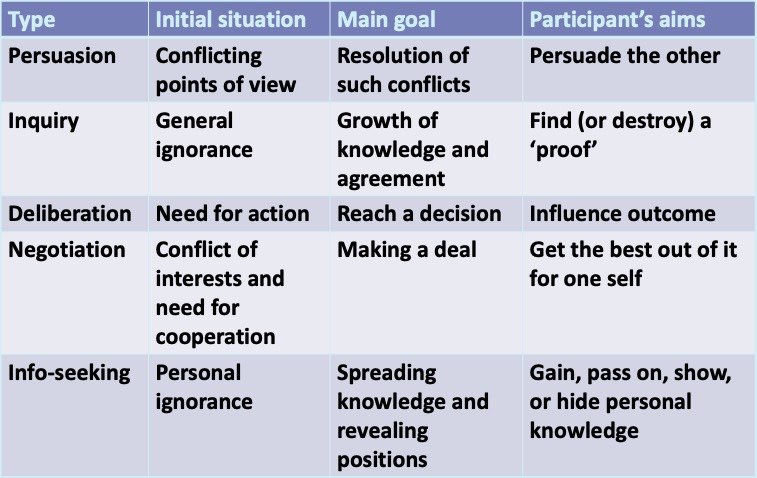 Type Initial situation Main goal Participant's aims
Persuasion Conflicting points of view Resolution of such conflicts Persuade the other
Inquiry General ignorance Growth of knowledge and agreement Find (or destroy) a 'proof'
Deliberation Need for action Reach a decision Influence outcome
Negotiation Conflict of interests and need for cooperation Making a deal Get the best out of it for one self
Info-seeking Personal ignorance Spreading knowledge and revealing positions Gain, pass on, show, or hide personal knowledge